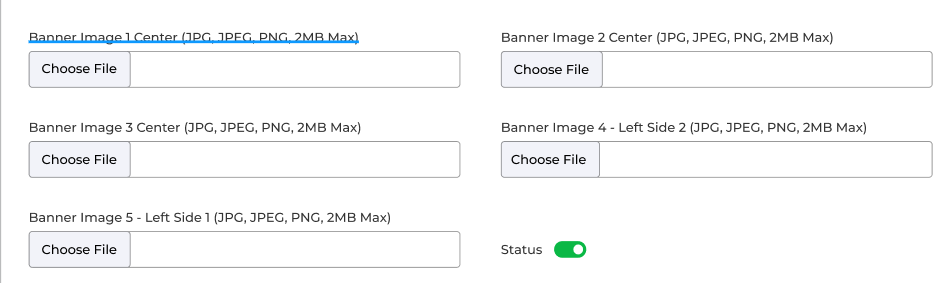 Banner Image 1 Center (JPG, JPEG, PNG, 2MB Max)
Choose File
Banner Image 2 Center (JPG, JPEG, PNG, 2MB Max)
Choose File
Banner Image 3 Center (JPG, JPEG, PNG, 2MB Max)
Choose File
Banner Image 4 - Left Side 2 (JPG, JPEG, PNG, 2MB Max)
Choose File
Banner Image 5 - Left Side 1 (JPG, JPEG, PNG, 2MB Max)
Choose File
Status